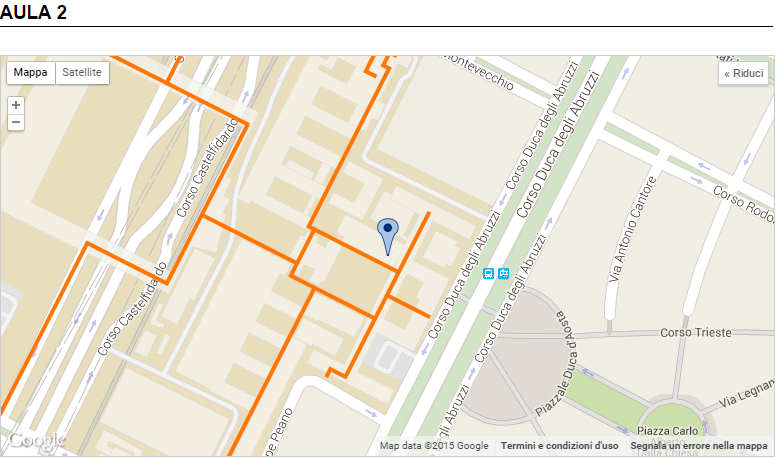 AULA 2
Mappa
Satellite
« Riduci
+
−
Montevecchio
Corso Duca degli Abruzzi
Corso Duca degli Abruzzi
Corso Castelfidardo
Corso Rodo
Via Antonio Cantore
Corso Castelfidardo
Corso Duca degli Abruzzi
Corso Duca degli Abruzzi
Corso Trieste
Piazzale Duca d'Aosta
Via Legnan
degli Abruzzi
pe Peano
Piazza Carlo
Alberto
Dalla Chiesa
Google
Map data ©2015 Google
Termini e condizioni d'uso
Segnala un errore nella mappa